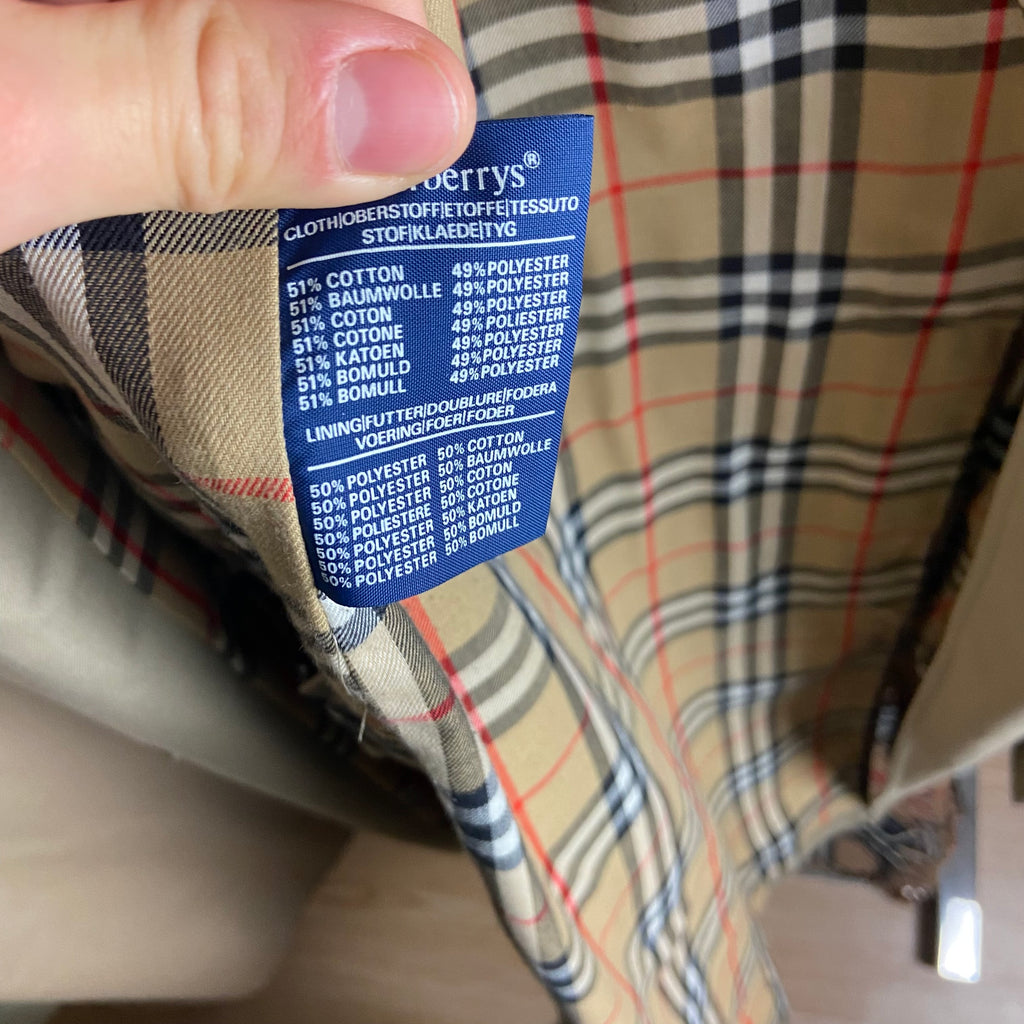 berrys®
CLOTH|OBERSTOFF|ETOFFE|TESSUTO
STOF|KLAEDE|TYG
51% COTTON 49% POLYESTER
51% BAUMWOLLE 49% POLYESTER
51% COTON 49% POLYESTER
51% COTONE 49% POLIESTERE
51% KATOEN 49% POLYESTER
51% BOMULD 49% POLYESTER
51% BOMULL 49% POLYESTER
LINING|FUTTER|DOUBLURE|FODERA
VOERING|FOER|FODER
50% POLYESTER 50% COTTON
50% POLYESTER 50% BAUMWOLLE
50% POLYESTER 50% COTON
50% POLIESTERE 50% COTONE
50% POLYESTER 50% KATOEN
50% POLYESTER 50% BOMULD
50% POLYESTER 50% BOMULL